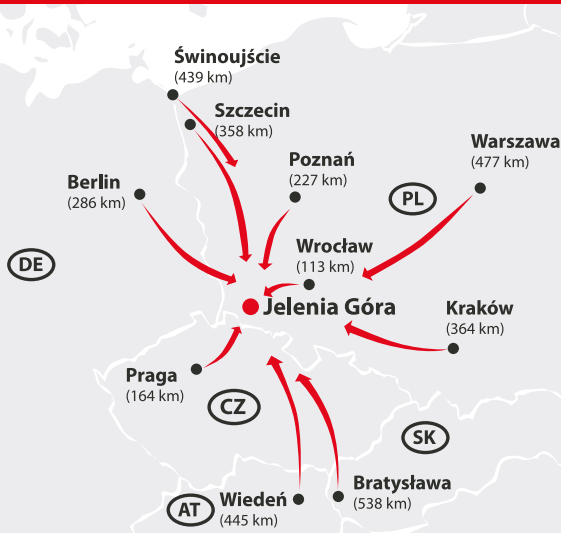 Świnoujście
(439 km)
Szczecin
(358 km)
Warszawa
(477 km)
Poznań
(227 km)
Berlin
(286 km)
PL
Wrocław
(113 km)
DE
Jelenia Góra
Kraków
(364 km)
Praga
(164 km)
CZ
SK
Bratysława
(538 km)
AT
Wiedeń
(445 km)